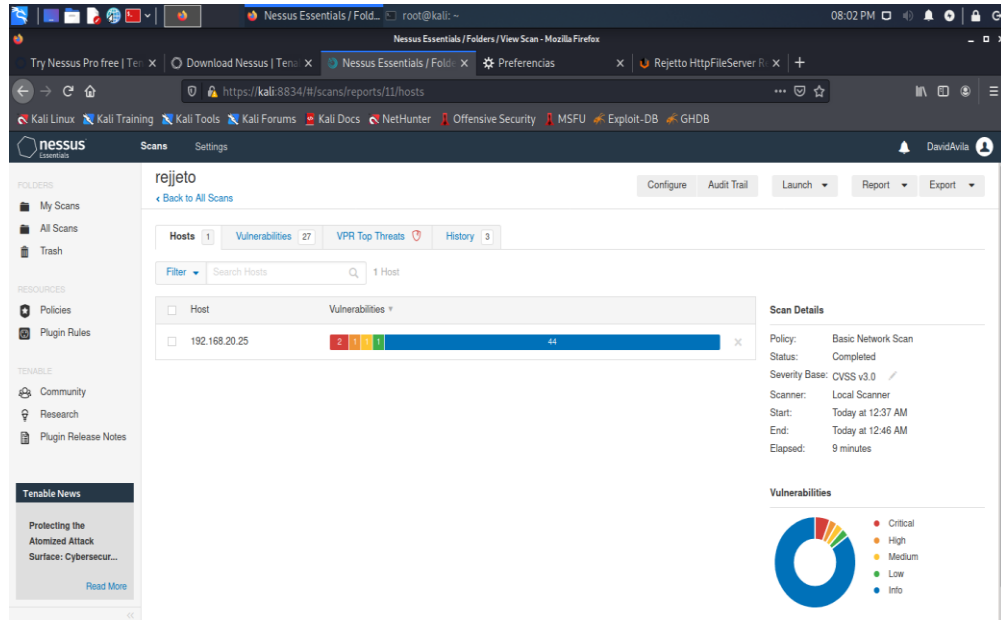 Nessus Essentials / Fold... root@kali: ~ 08:02 PM
Nessus Essentials / Folders / View Scan - Mozilla Firefox
Try Nessus Pro free | Ten Download Nessus | Tena Nessus Essentials / Folde Preferencias Rejetto HttpFileServer R
https://kali:8834/#/scans/reports/11/hosts
Kali Linux Kali Training Kali Tools Kali Forums Kali Docs NetHunter Offensive Security MSFU Exploit-DB GHDB
nessus Essentials Scans Settings DavidAvila
FOLDERS
My Scans
All Scans
Trash
RESOURCES
Policies
Plugin Rules
TENABLE
Community
Research
Plugin Release Notes
Tenable News
Protecting the
Atomized Attack
Surface: Cybersecur...
Read More
rejjeto
Back to All Scans
Configure Audit Trail Launch Report Export
Hosts 1 Vulnerabilities 27 VPR Top Threats History 3
Filter Search Hosts 1 Host
Host Vulnerabilities
192.168.20.25 2 1 1 1 44
Scan Details
Policy: Basic Network Scan
Status: Completed
Severity Base: CVSS v3.0
Scanner: Local Scanner
Start: Today at 12:37 AM
End: Today at 12:46 AM
Elapsed: 9 minutes
Vulnerabilities
Critical
High
Medium
Low
Info